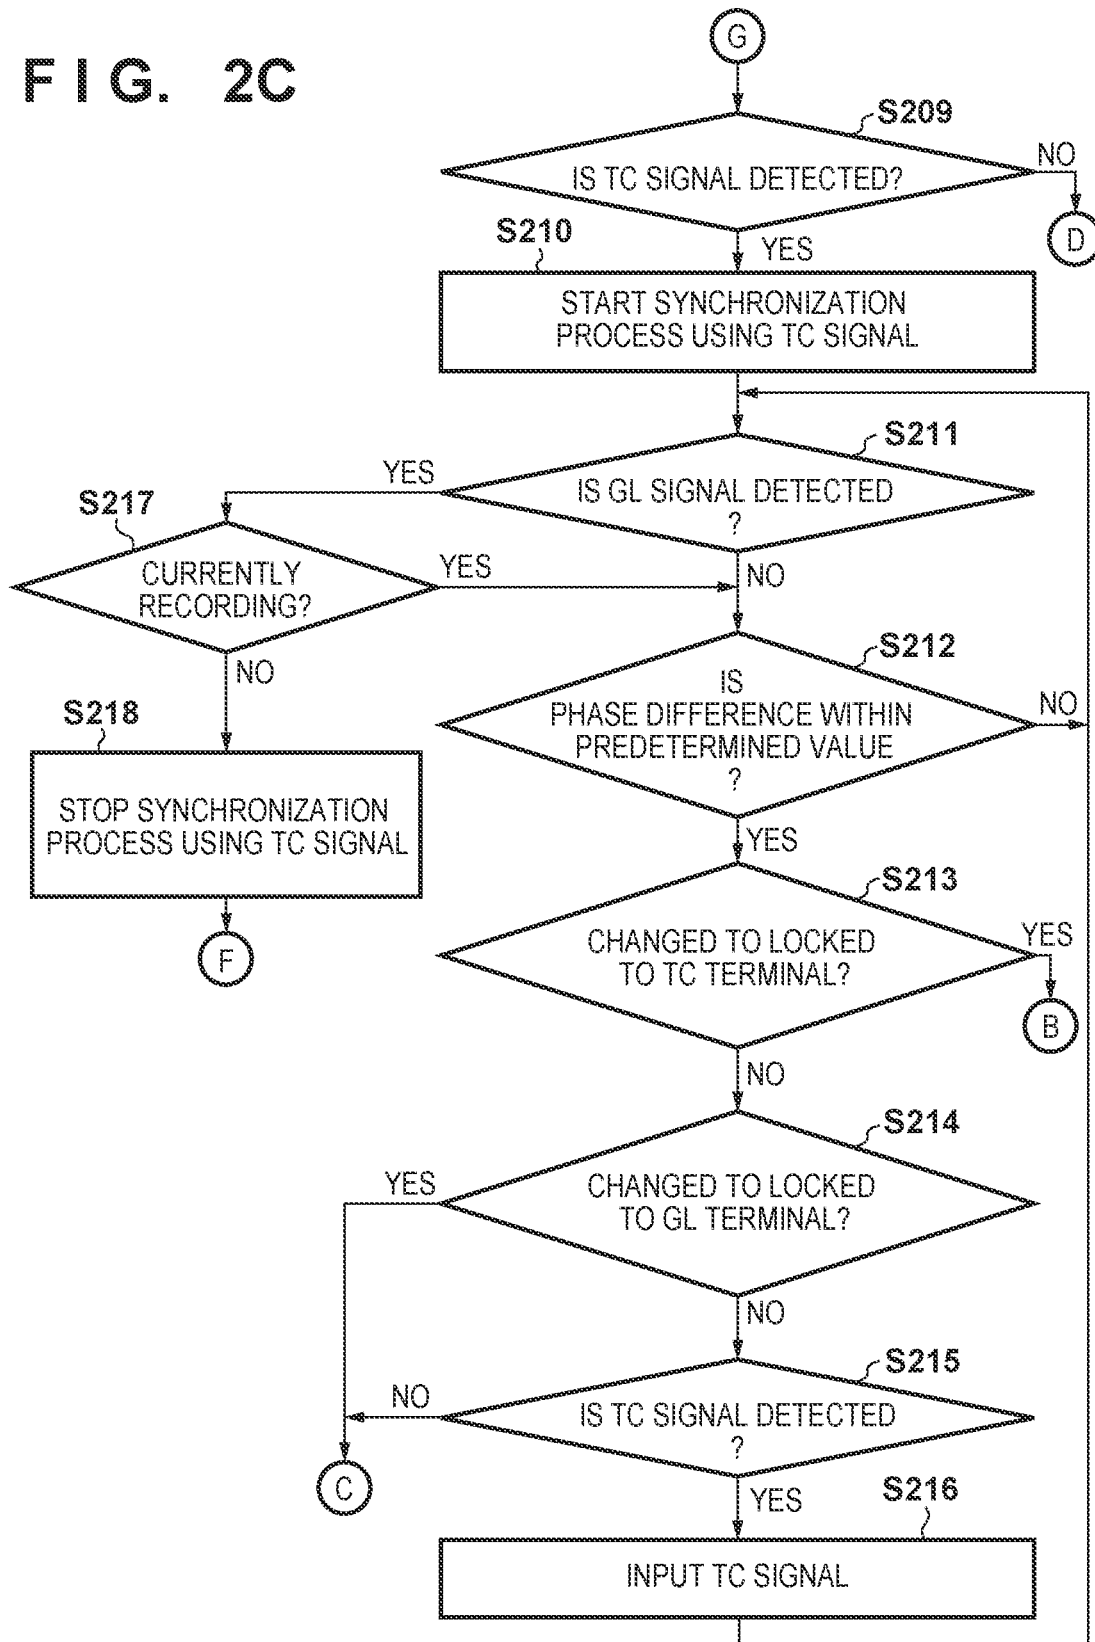 FIG. 2C
G
S209
IS TC SIGNAL DETECTED?
NO
D
YES
S210
START SYNCHRONIZATION
PROCESS USING TC SIGNAL
S211
IS GL SIGNAL DETECTED
?
YES
NO
S217
CURRENTLY
RECORDING?
YES
NO
S212
IS
PHASE DIFFERENCE WITHIN
PREDETERMINED VALUE
?
NO
YES
S218
STOP SYNCHRONIZATION
PROCESS USING TC SIGNAL
F
S213
CHANGED TO LOCKED
TO TC TERMINAL?
YES
B
NO
S214
CHANGED TO LOCKED
TO GL TERMINAL?
YES
NO
S215
IS TC SIGNAL DETECTED
?
NO
C
YES
S216
INPUT TC SIGNAL